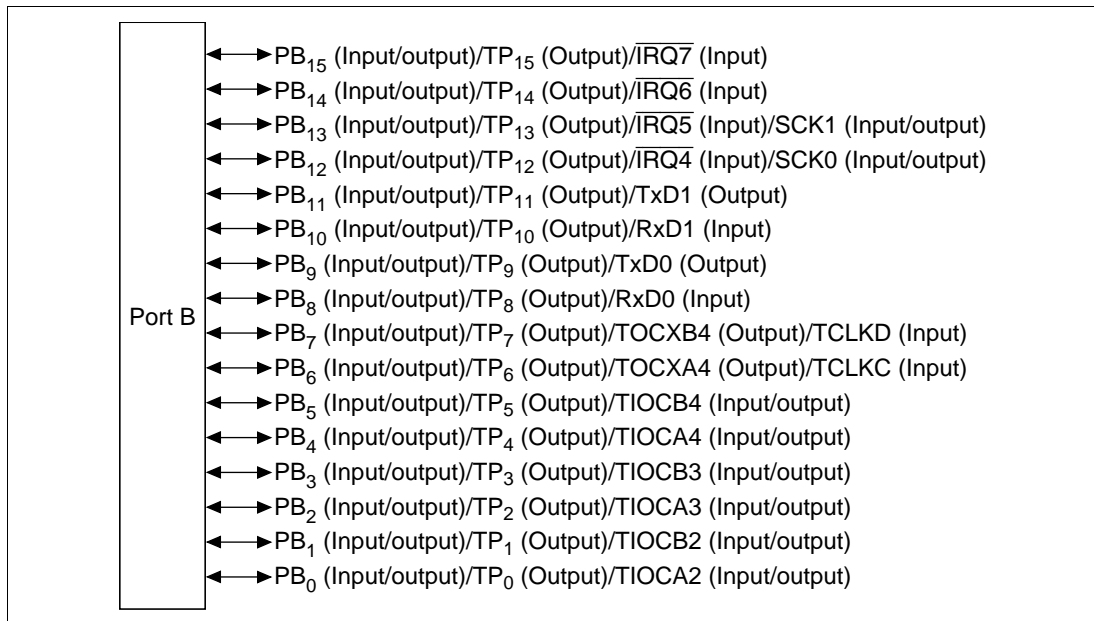 PB₁₅ (Input/output)/TP₁₅ (Output)/I̅R̅Q̅7̅ (Input)
PB₁₄ (Input/output)/TP₁₄ (Output)/I̅R̅Q̅6̅ (Input)
PB₁₃ (Input/output)/TP₁₃ (Output)/I̅R̅Q̅5̅ (Input)/SCK1 (Input/output)
PB₁₂ (Input/output)/TP₁₂ (Output)/I̅R̅Q̅4̅ (Input)/SCK0 (Input/output)
PB₁₁ (Input/output)/TP₁₁ (Output)/TxD1 (Output)
PB₁₀ (Input/output)/TP₁₀ (Output)/RxD1 (Input)
PB₉ (Input/output)/TP₉ (Output)/TxD0 (Output)
PB₈ (Input/output)/TP₈ (Output)/RxD0 (Input)
Port B
PB₇ (Input/output)/TP₇ (Output)/TOCXB4 (Output)/TCLKD (Input)
PB₆ (Input/output)/TP₆ (Output)/TOCXA4 (Output)/TCLKC (Input)
PB₅ (Input/output)/TP₅ (Output)/TIOCB4 (Input/output)
PB₄ (Input/output)/TP₄ (Output)/TIOCA4 (Input/output)
PB₃ (Input/output)/TP₃ (Output)/TIOCB3 (Input/output)
PB₂ (Input/output)/TP₂ (Output)/TIOCA3 (Input/output)
PB₁ (Input/output)/TP₁ (Output)/TIOCB2 (Input/output)
PB₀ (Input/output)/TP₀ (Output)/TIOCA2 (Input/output)